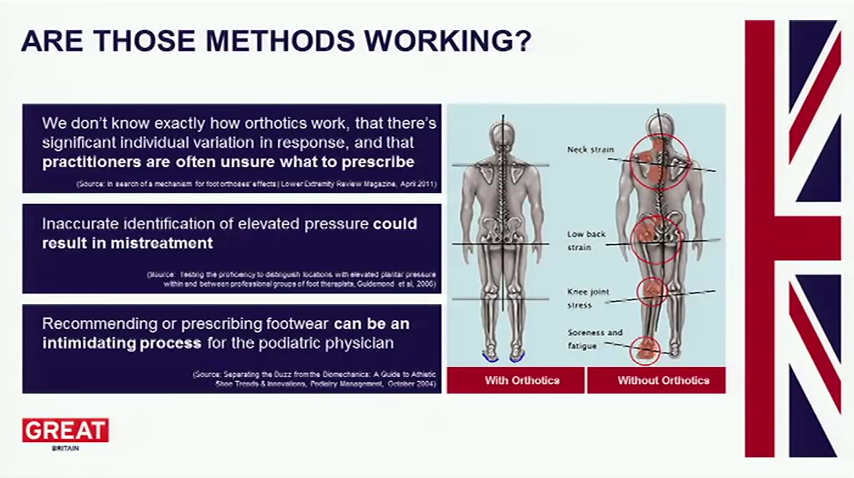 ARE THOSE METHODS WORKING?
We don't know exactly how orthotics work, that there's
significant individual variation in response, and that
practitioners are often unsure what to prescribe
(Source: In search of a mechanism for foot orthoses' effects) Lower Extremity Review Magazine, April 2011)
Inaccurate identification of elevated pressure could
result in mistreatment
(Source: Testing the proficiency to distinguish locations with elevated plantar pressure
within and between professional groups of foot therapists, Guldemond et al, 2006)
Recommending or prescribing footwear can be an
intimidating process for the podiatric physician
(Source: Separating the Buzz from the Biomechanics: A Guide to Athletic
Shoe Trends & Innovations, Podiatry Management, October 2004)
Neck strain
Low back
strain
Knee joint
stress
Soreness and
fatigue
With Orthotics
Without Orthotics
GREAT
BRITAIN